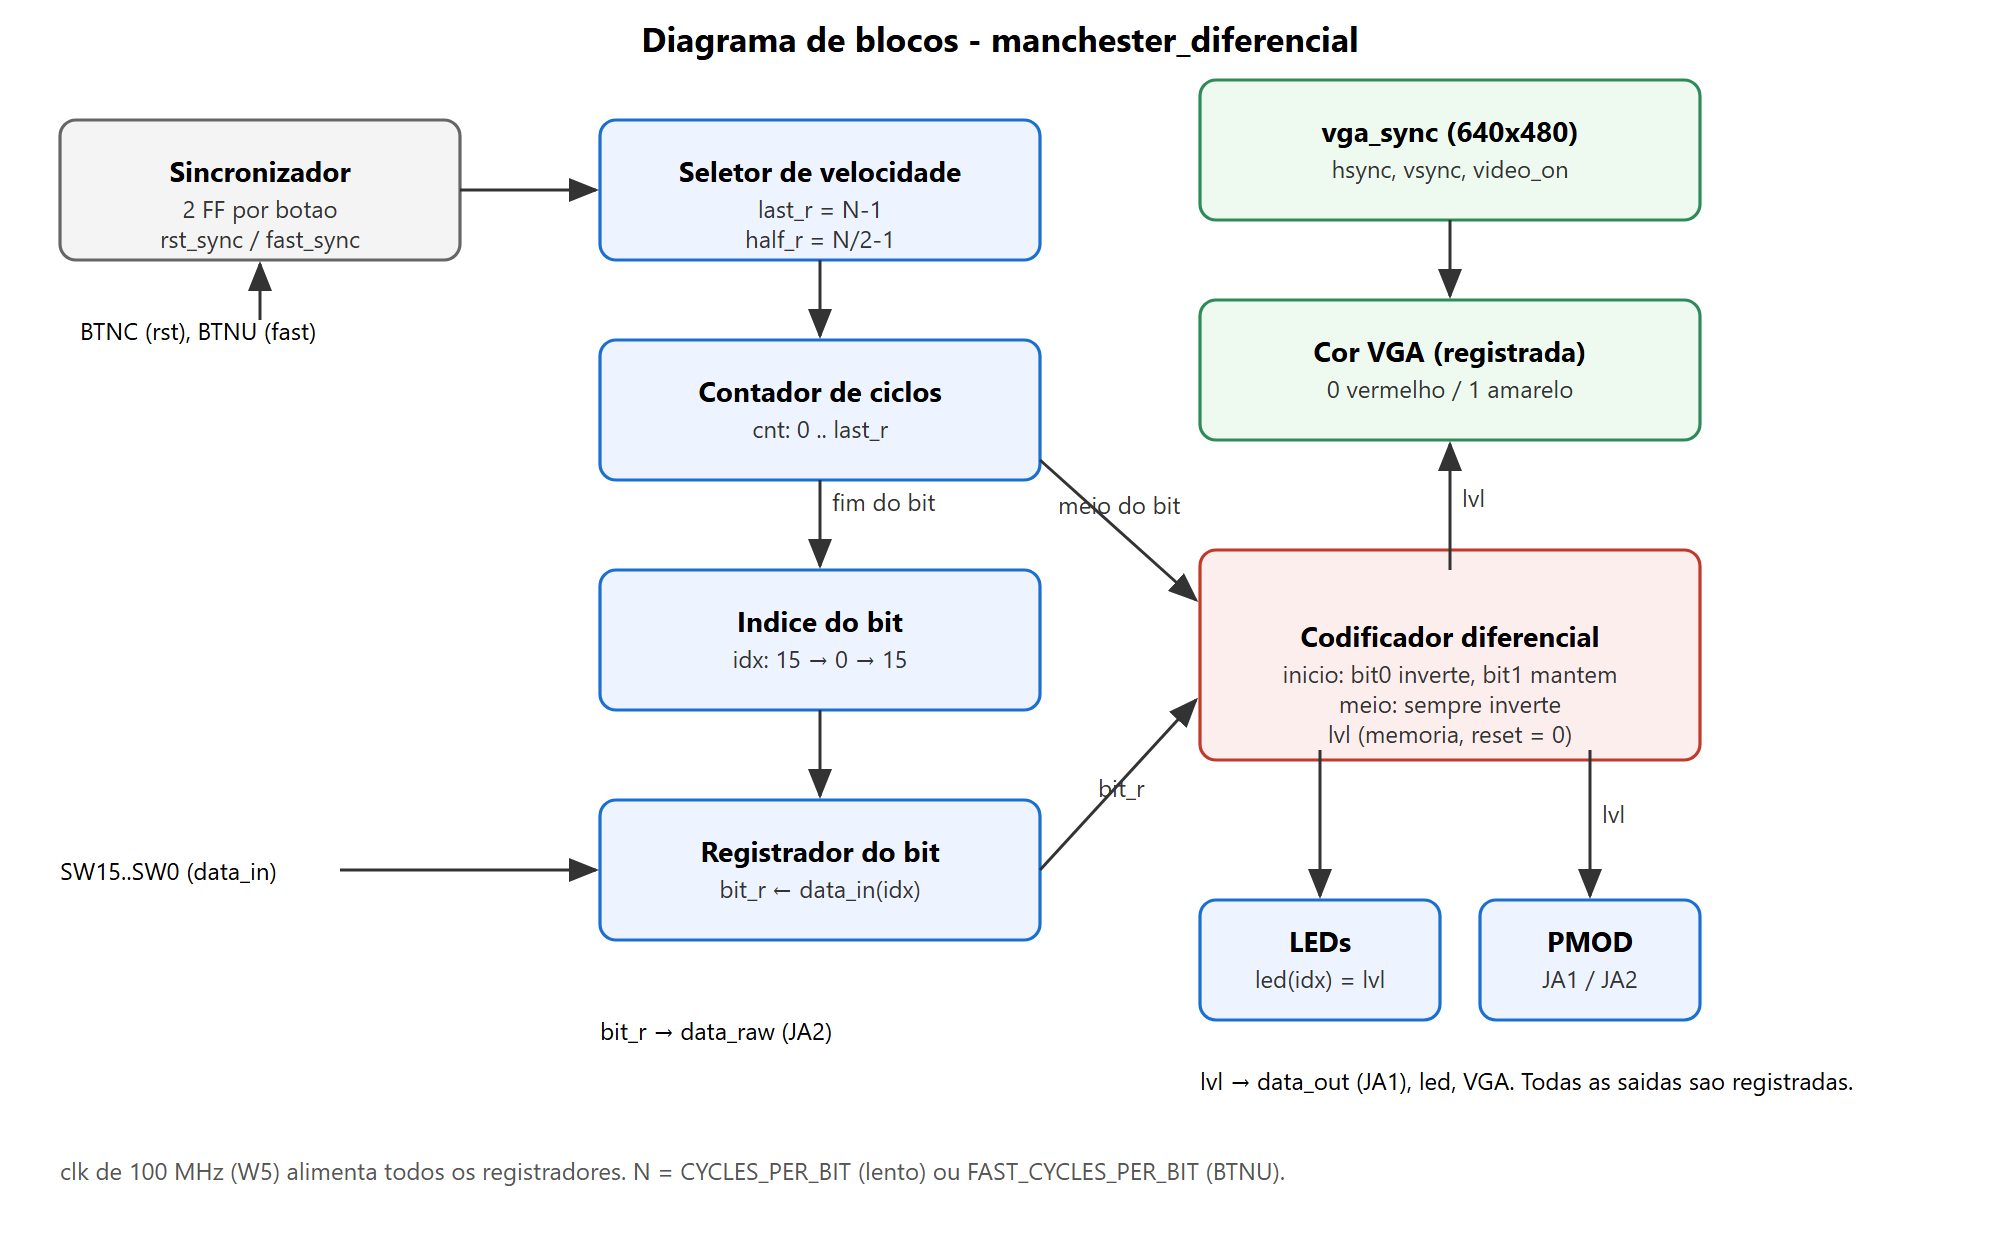 Diagrama de blocos - manchester_diferencial
Sincronizador
2 FF por botao
rst_sync / fast_sync
BTNC (rst), BTNU (fast)
Seletor de velocidade
last_r = N-1
half_r = N/2-1
Contador de ciclos
cnt: 0 .. last_r
fim do bit
meio do bit
Indice do bit
idx: 15 → 0 → 15
SW15..SW0 (data_in)
Registrador do bit
bit_r ← data_in(idx)
bit_r
bit_r → data_raw (JA2)
vga_sync (640x480)
hsync, vsync, video_on
Cor VGA (registrada)
0 vermelho / 1 amarelo
lvl
Codificador diferencial
inicio: bit0 inverte, bit1 mantem
meio: sempre inverte
lvl (memoria, reset = 0)
lvl
LEDs
led(idx) = lvl
PMOD
JA1 / JA2
lvl → data_out (JA1), led, VGA. Todas as saidas sao registradas.
clk de 100 MHz (W5) alimenta todos os registradores. N = CYCLES_PER_BIT (lento) ou FAST_CYCLES_PER_BIT (BTNU).